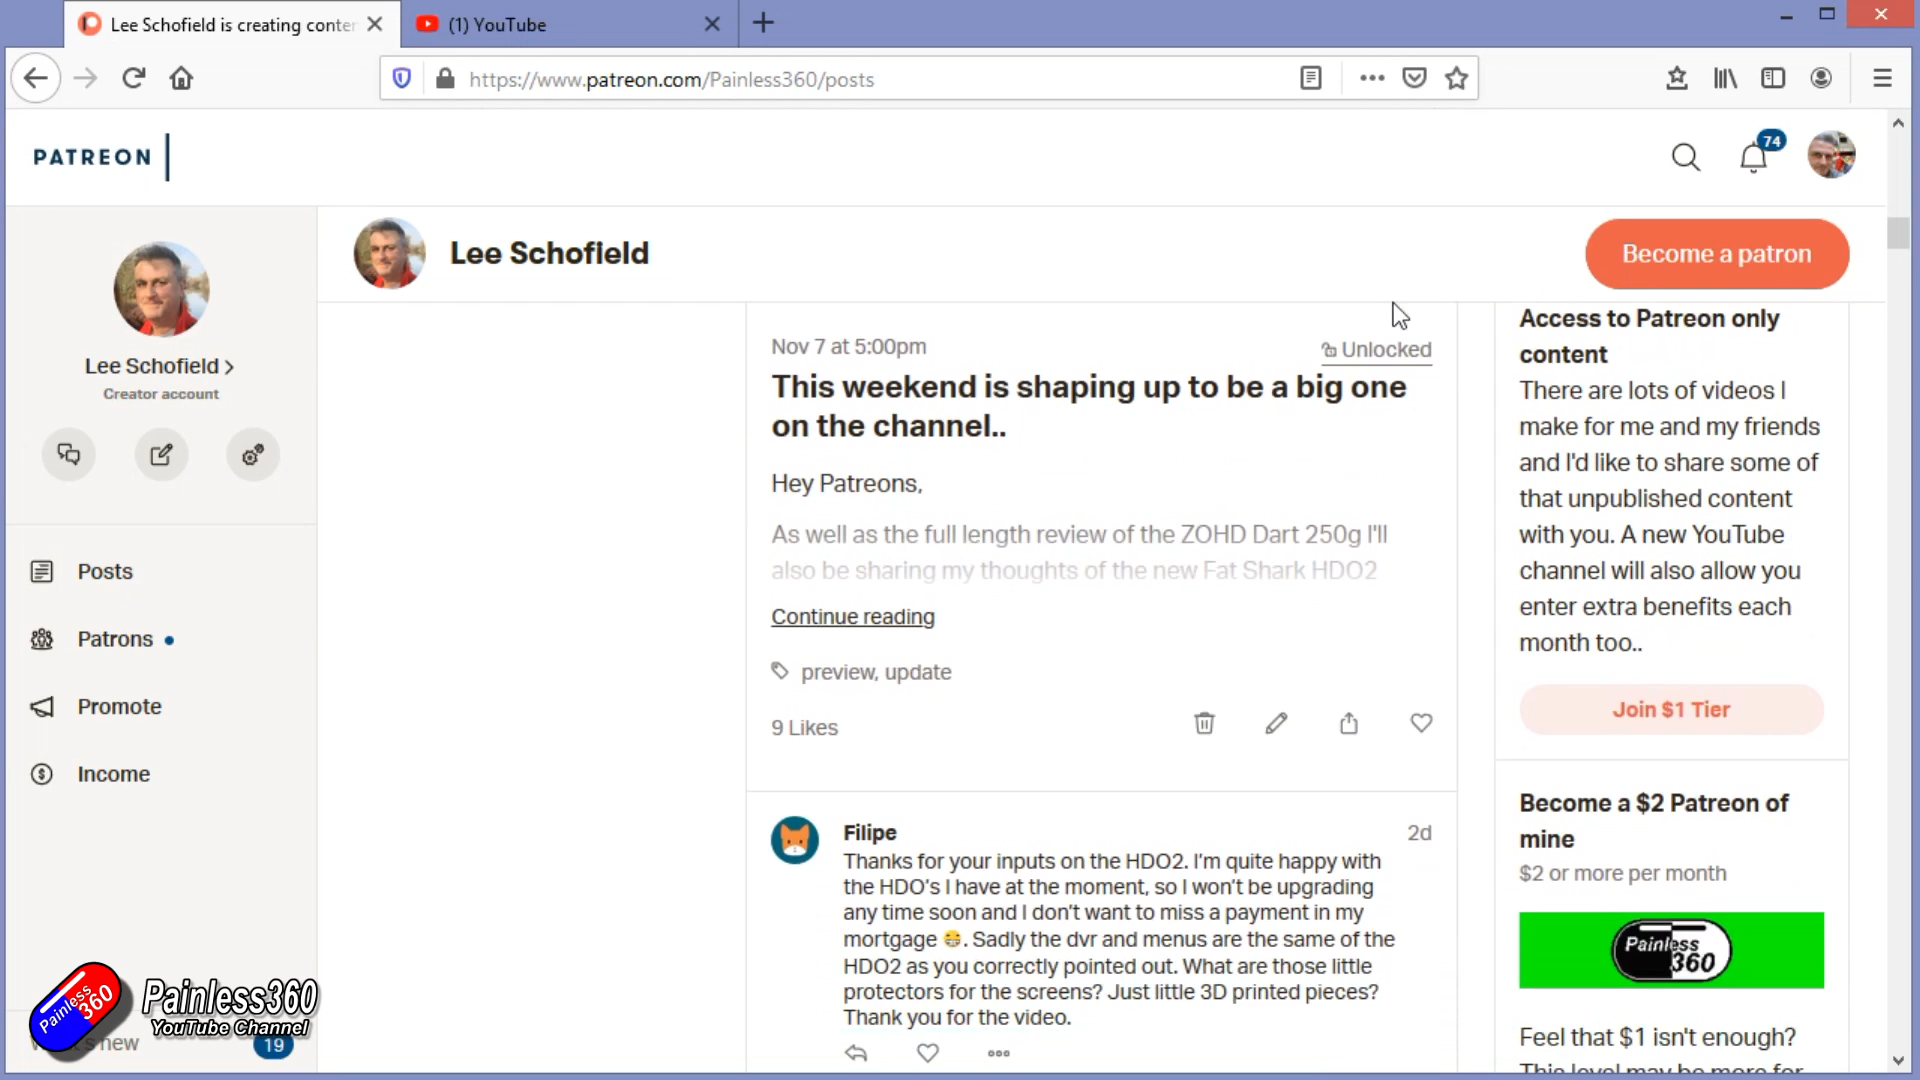 Lee Schofield is creating conter
(1) YouTube
https://www.patreon.com/Painless360/posts
PATREON
74
Lee Schofield
Become a patron
Lee Schofield
Creator account
Posts
Patrons
Promote
Income
19
Nov 7 at 5:00pm
Unlocked
This weekend is shaping up to be a big one
on the channel..
Hey Patreons,
As well as the full length review of the ZOHD Dart 250g I'll
also be sharing my thoughts of the new Fat Shark HDO2
Continue reading
preview, update
9 Likes
Filipe
2d
Thanks for your inputs on the HDO2. I'm quite happy with
the HDO's I have at the moment, so I won't be upgrading
any time soon and I don't want to miss a payment in my
mortgage 😁. Sadly the dvr and menus are the same of the
HDO2 as you correctly pointed out. What are those little
protectors for the screens? Just little 3D printed pieces?
Thank you for the video.
Access to Patreon only
content
There are lots of videos I
make for me and my friends
and I'd like to share some of
that unpublished content
with you. A new YouTube
channel will also allow you
enter extra benefits each
month too..
Join $1 Tier
Become a $2 Patreon of
mine
$2 or more per month
Painless
360
Feel that $1 isn't enough?
This level may be more for
Painless
360
Painless360
YouTube Channel
new